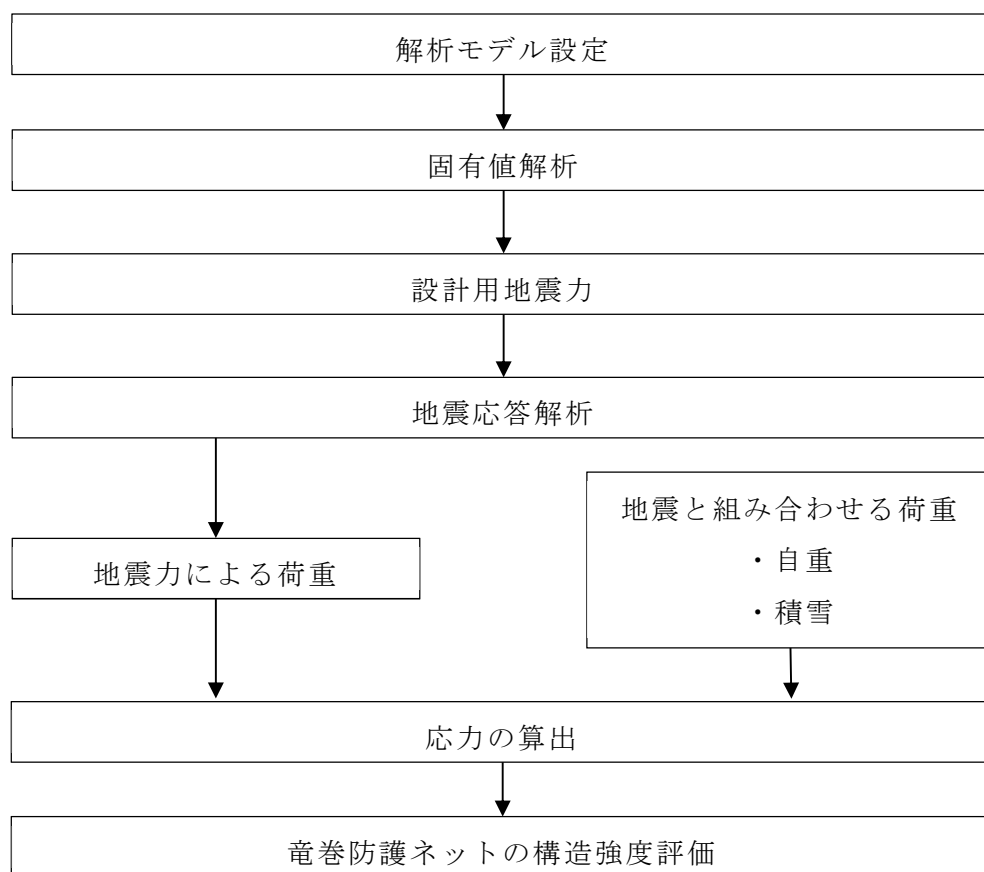 解析モデル設定
固有値解析
設計用地震力
地震応答解析
地震力による荷重
地震と組み合わせる荷重
・自重
・積雪
応力の算出
竜巻防護ネットの構造強度評価